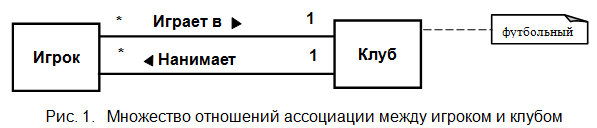 * Играет в ► 1
футбольный
Игрок
Клуб
* ◄ Нанимает 1
Рис. 1. Множество отношений ассоциации между игроком и клубом